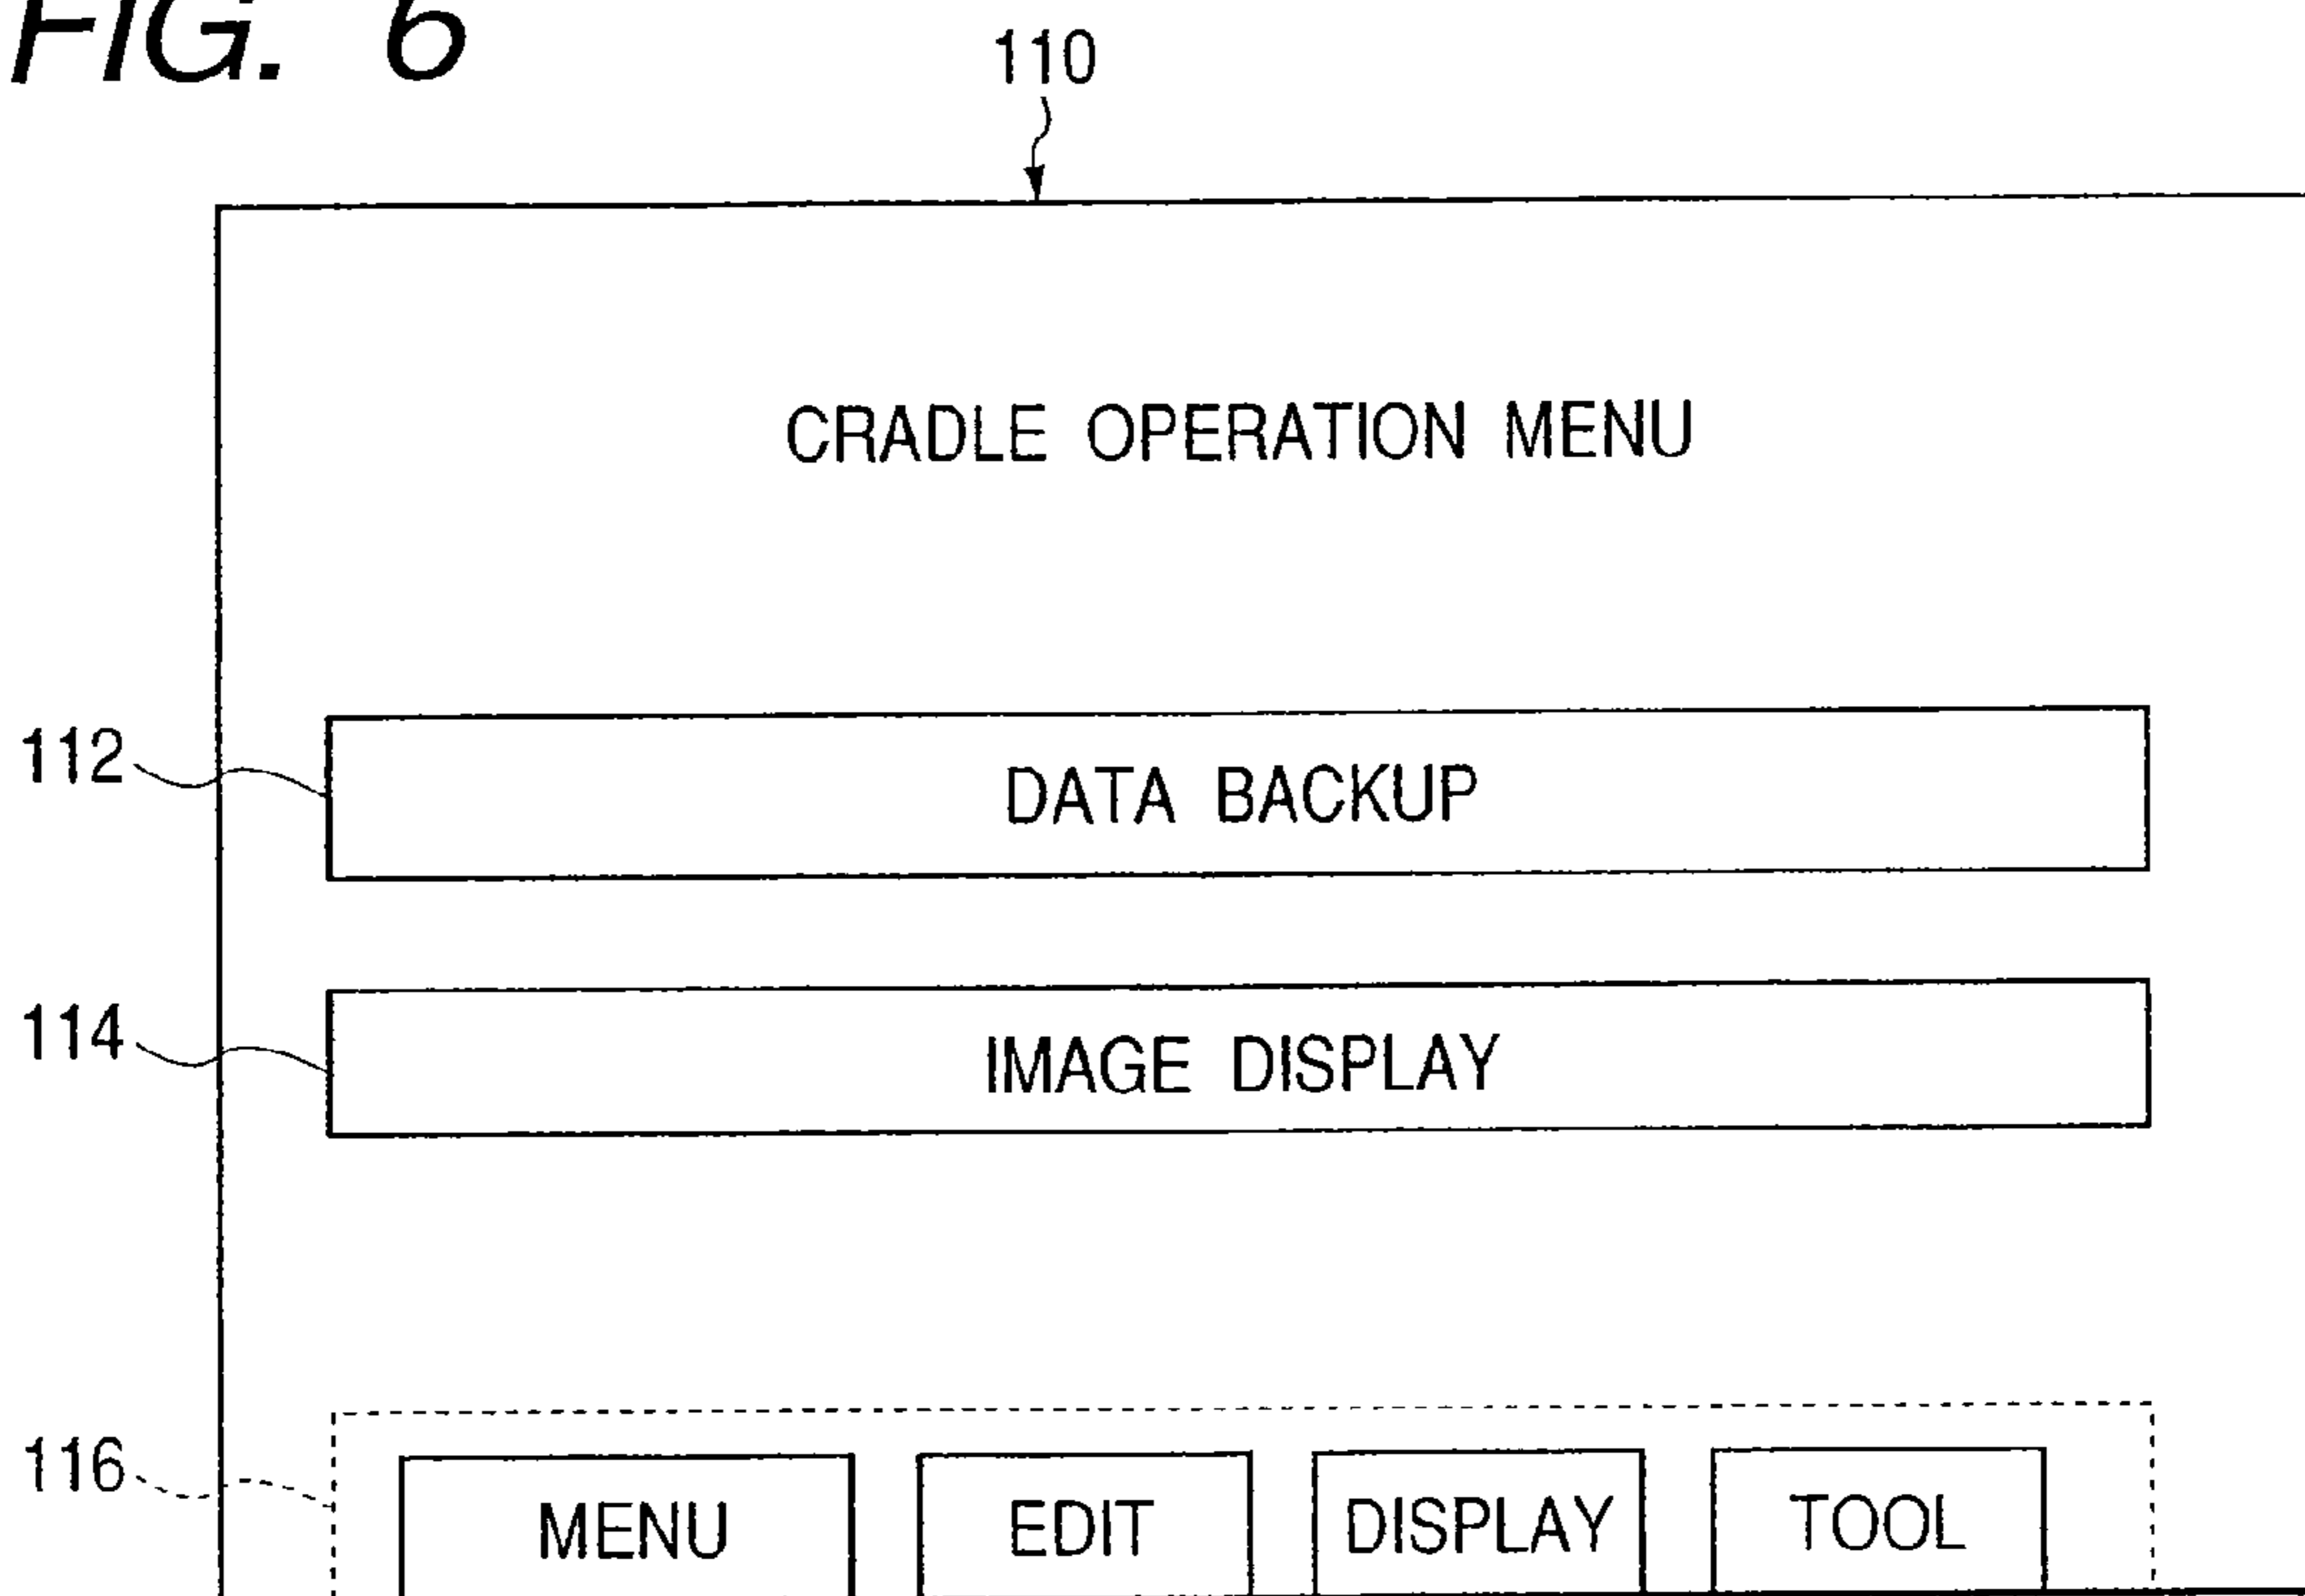 FIG. 6
110
CRADLE OPERATION MENU
112
DATA BACKUP
114
IMAGE DISPLAY
116
MENU EDIT DISPLAY TOOL